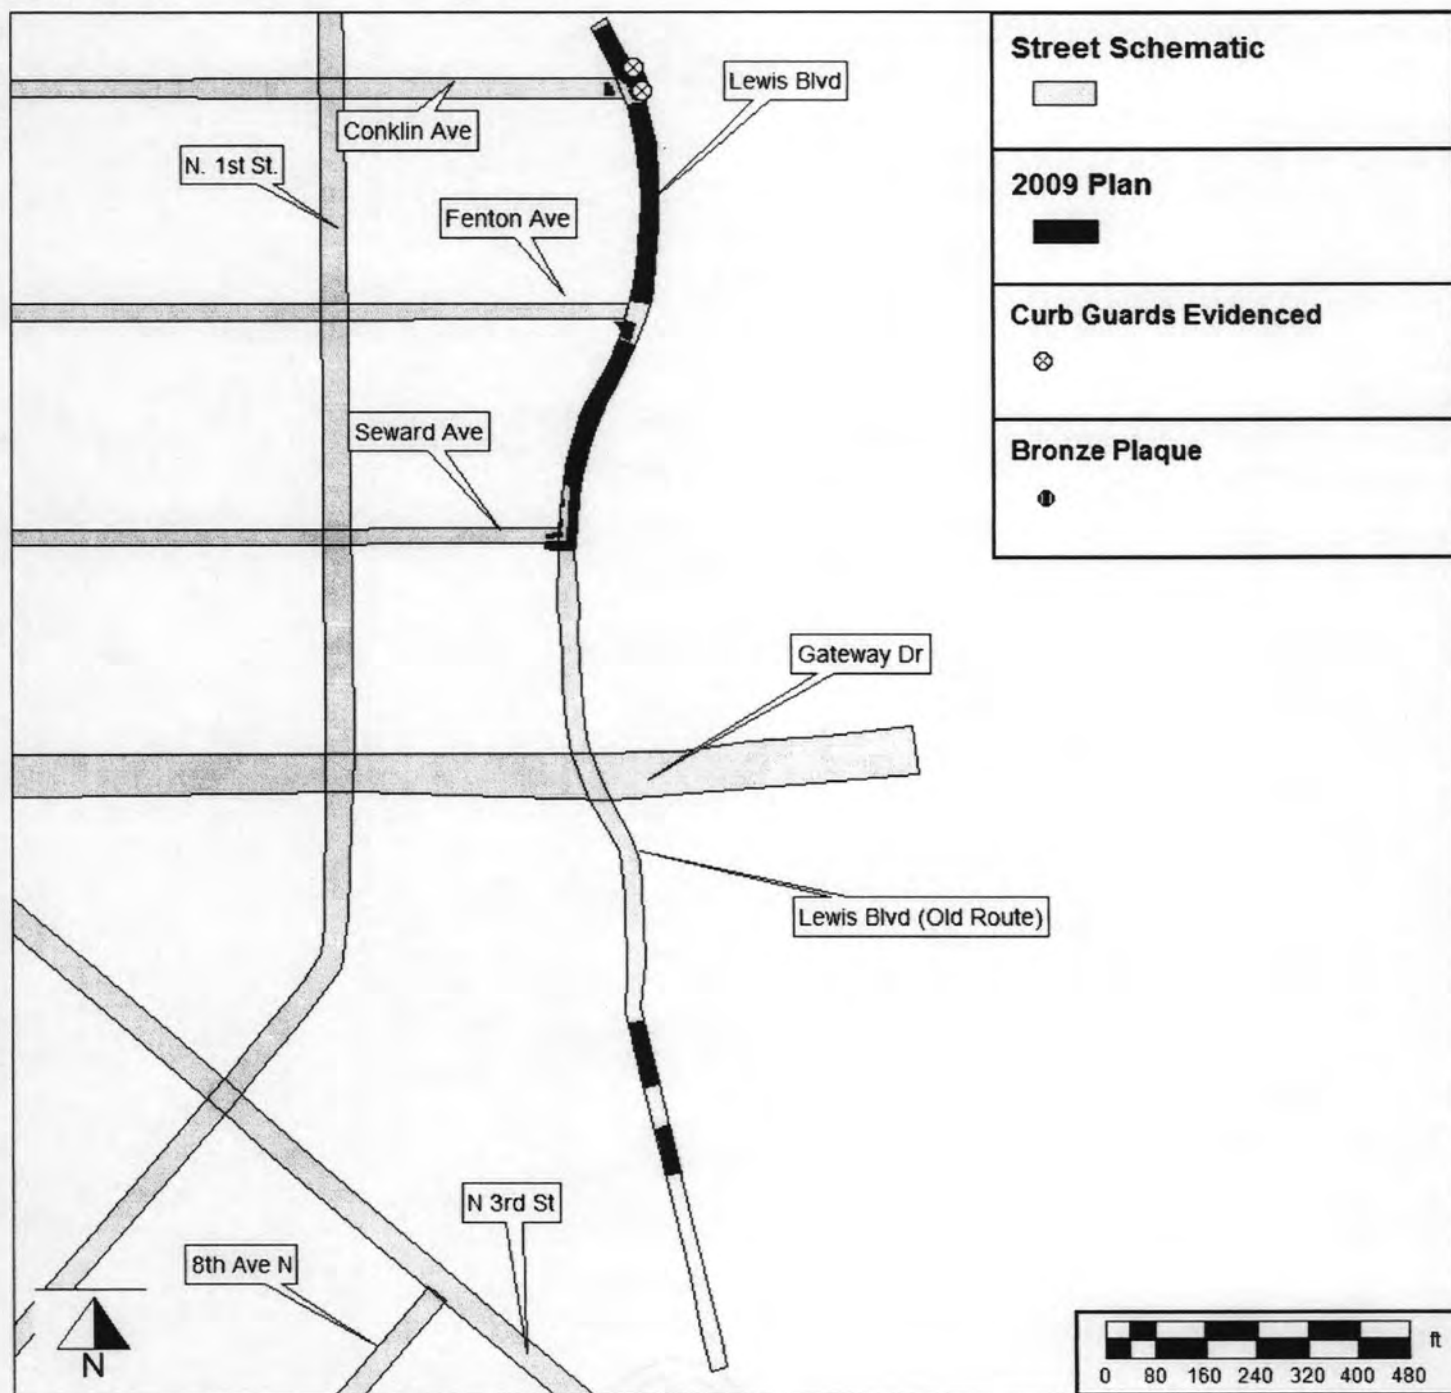 Street Schematic
Lewis Blvd
Conklin Ave
N. 1st St.
2009 Plan
Fenton Ave
Curb Guards Evidenced
Seward Ave
Bronze Plaque
Gateway Dr
Lewis Blvd (Old Route)
N 3rd St
8th Ave N
N
ft
0 80 160 240 320 400 480